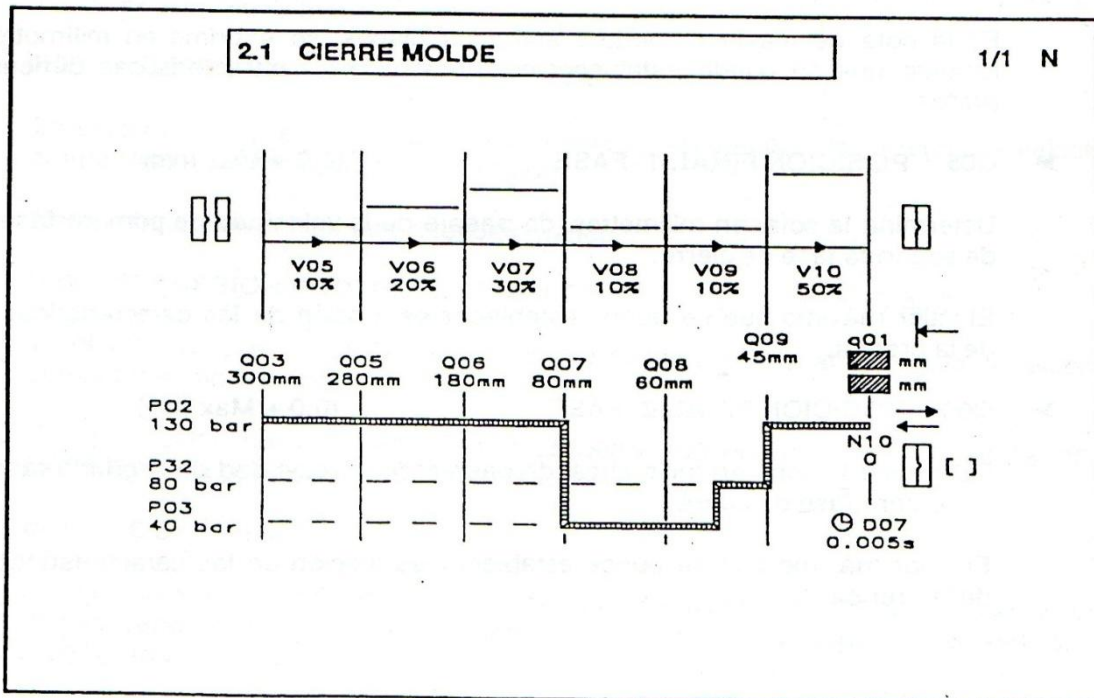 2.1 CIERRE MOLDE
1/1 N
V05 V06 V07 V08 V09 V10
10% 20% 30% 10% 10% 50%
Q03 Q05 Q06 Q07 Q08 Q09 q01
300mm 280mm 180mm 80mm 60mm 45mm mm
mm
P02
130 bar
N10
0
P32
80 bar
[ ]
P03
40 bar
D07
0.005s